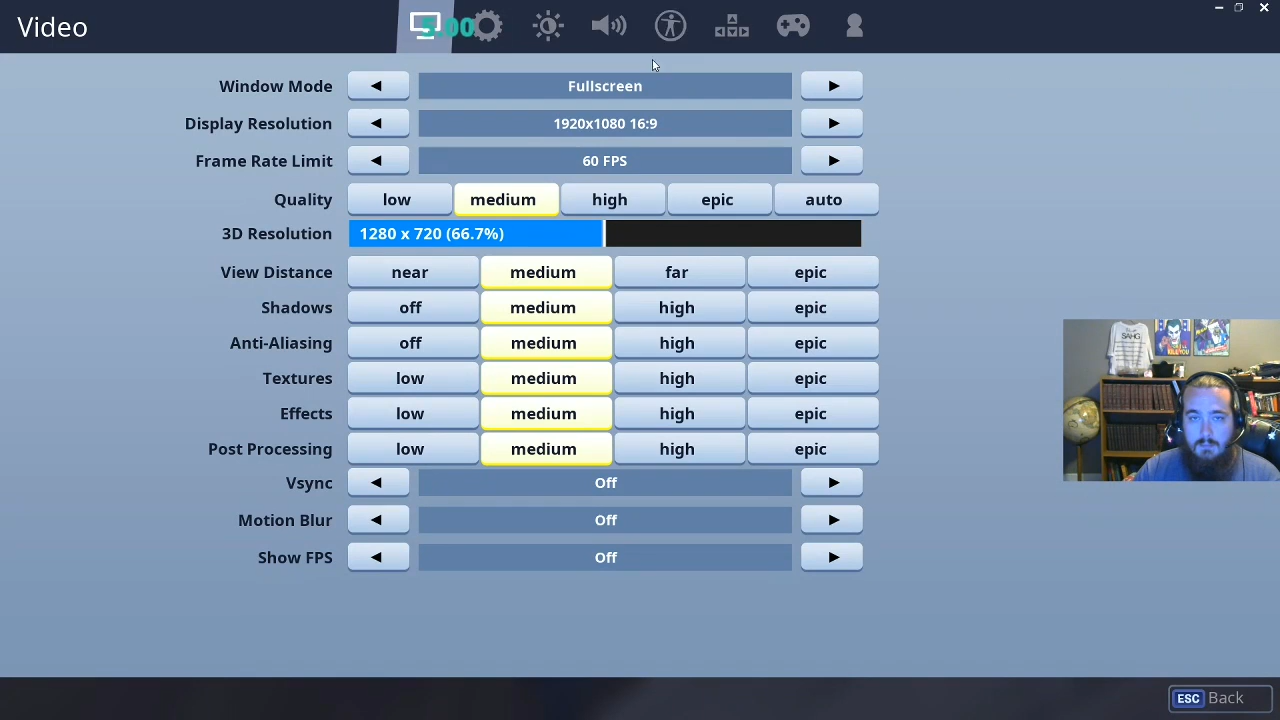 Video
5.00
Window Mode Fullscreen
Display Resolution 1920x1080 16:9
Frame Rate Limit 60 FPS
Quality low medium high epic auto
3D Resolution 1280 x 720 (66.7%)
View Distance near medium far epic
Shadows off medium high epic
Anti-Aliasing off medium high epic
Textures low medium high epic
Effects low medium high epic
Post Processing low medium high epic
Vsync Off
Motion Blur Off
Show FPS Off
ESC Back